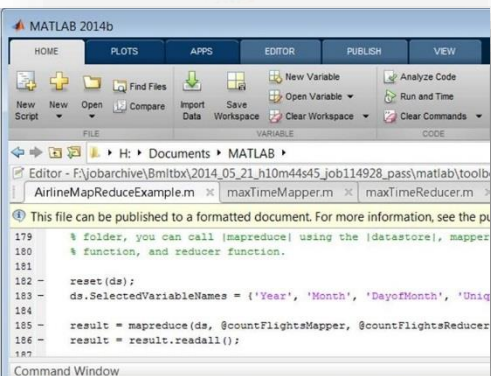 MATLAB 2014b
HOME PLOTS APPS EDITOR PUBLISH VIEW
New Script
New
Open
Find Files
Compare
Import Data
Save Workspace
New Variable
Open Variable
Clear Workspace
Analyze Code
Run and Time
Clear Commands
FILE VARIABLE CODE
H: Documents MATLAB
Editor - F:\jobarchive\Bmltbx\2014_05_21_h10m44s45_job114928_pass\matlab\toolbo
AirlineMapReduceExample.m × maxTimeMapper.m × maxTimeReducer.m ×
This file can be published to a formatted document. For more information, see the pu
179 % folder, you can call |mapreduce| using the |datastore|, mapper
180 % function, and reducer function.
181
182 - reset(ds);
183 - ds.SelectedVariableNames = {'Year', 'Month', 'DayofMonth', 'Uniq
184
185 - result = mapreduce(ds, @countFlightsMapper, @countFlightsReducer
186 - result = result.readall();
187
Command Window